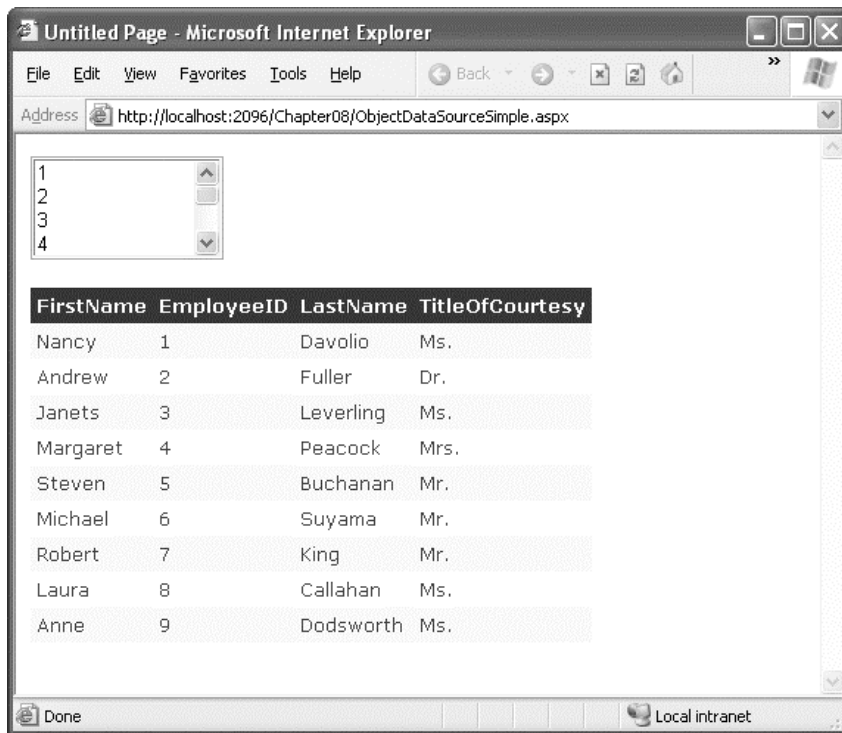 Untitled Page - Microsoft Internet Explorer
File Edit View Favorites Tools Help Back »
Address http://localhost:2096/Chapter08/ObjectDataSourceSimple.aspx
1
2
3
4
FirstName EmployeeID LastName TitleOfCourtesy
Nancy 1 Davolio Ms.
Andrew 2 Fuller Dr.
Janets 3 Leverling Ms.
Margaret 4 Peacock Mrs.
Steven 5 Buchanan Mr.
Michael 6 Suyama Mr.
Robert 7 King Mr.
Laura 8 Callahan Ms.
Anne 9 Dodsworth Ms.
Done Local intranet